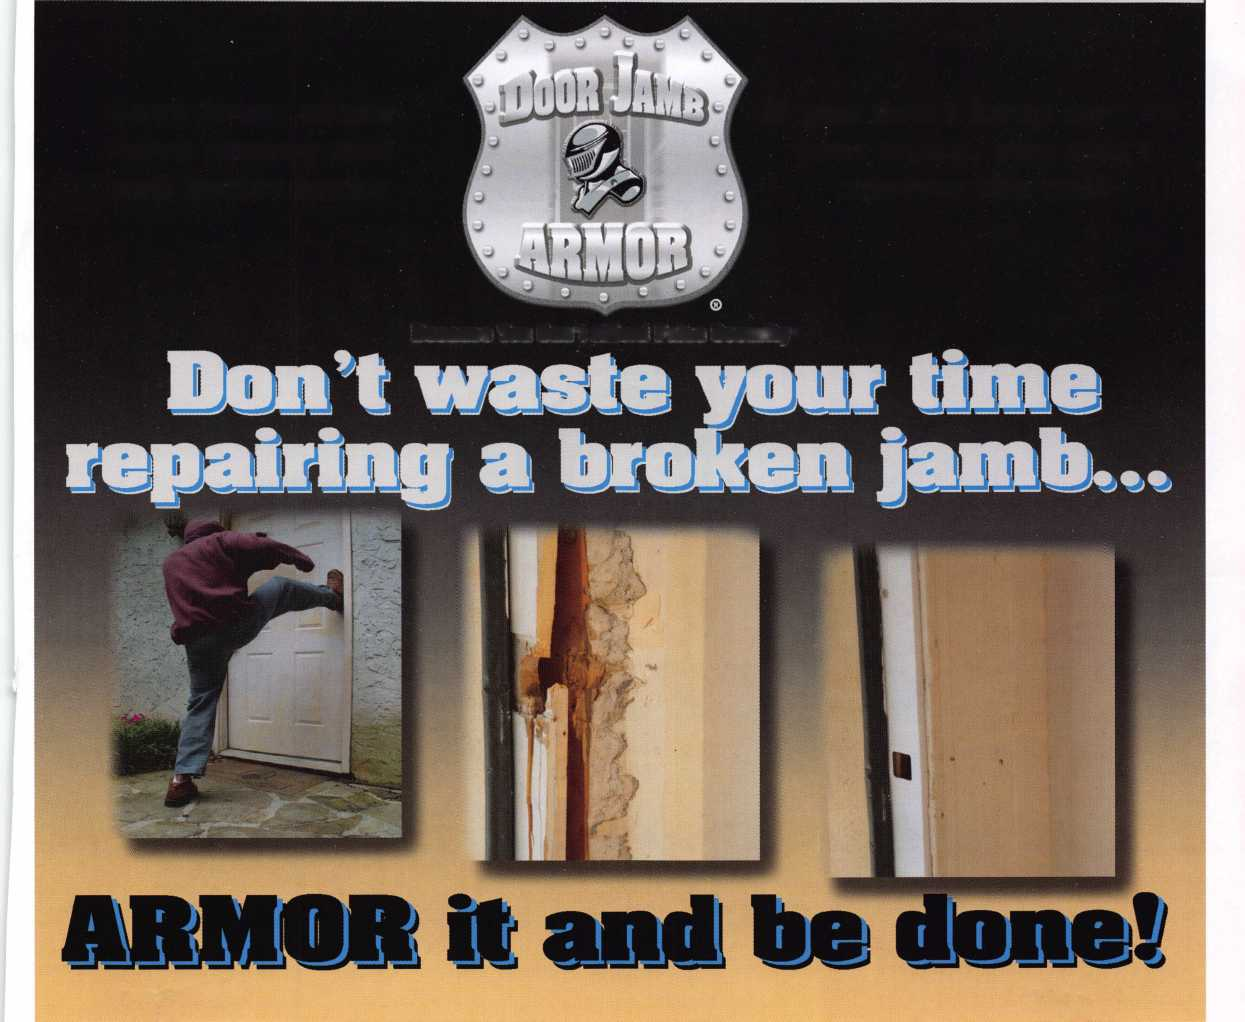 DOOR JAMB
ARMOR
®
Don't waste your time
repairing a broken jamb...
ARMOR it and be done!